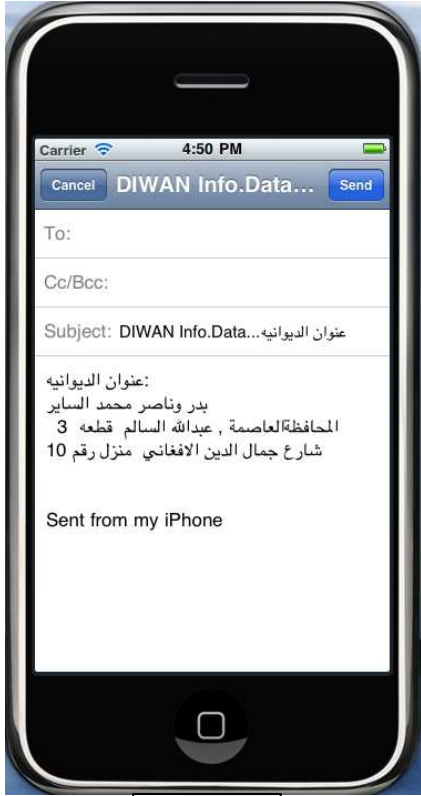 Carrier 4:50 PM
Cancel DIWAN Info.Data... Send
To:
Cc/Bcc:
Subject: DIWAN Info.Data...عنوان الديوانيه
عنوان الديوانيه:
بدر وناصر محمد الساير
المحافظةالعاصمة , عبدالله السالم قطعه 3
شارع جمال الدين الافغاني منزل رقم 10
Sent from my iPhone